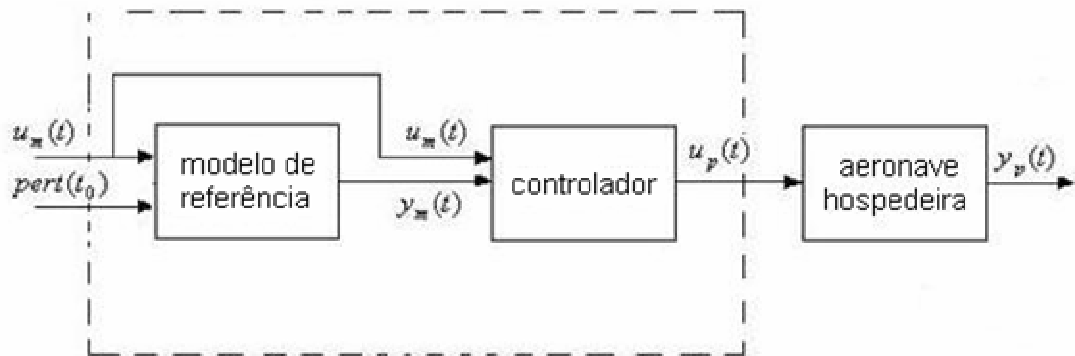 u_m(t)
pert(t_0)
modelo de
referência
u_m(t)
y_m(t)
controlador
u_p(t)
aeronave
hospedeira
y_p(t)